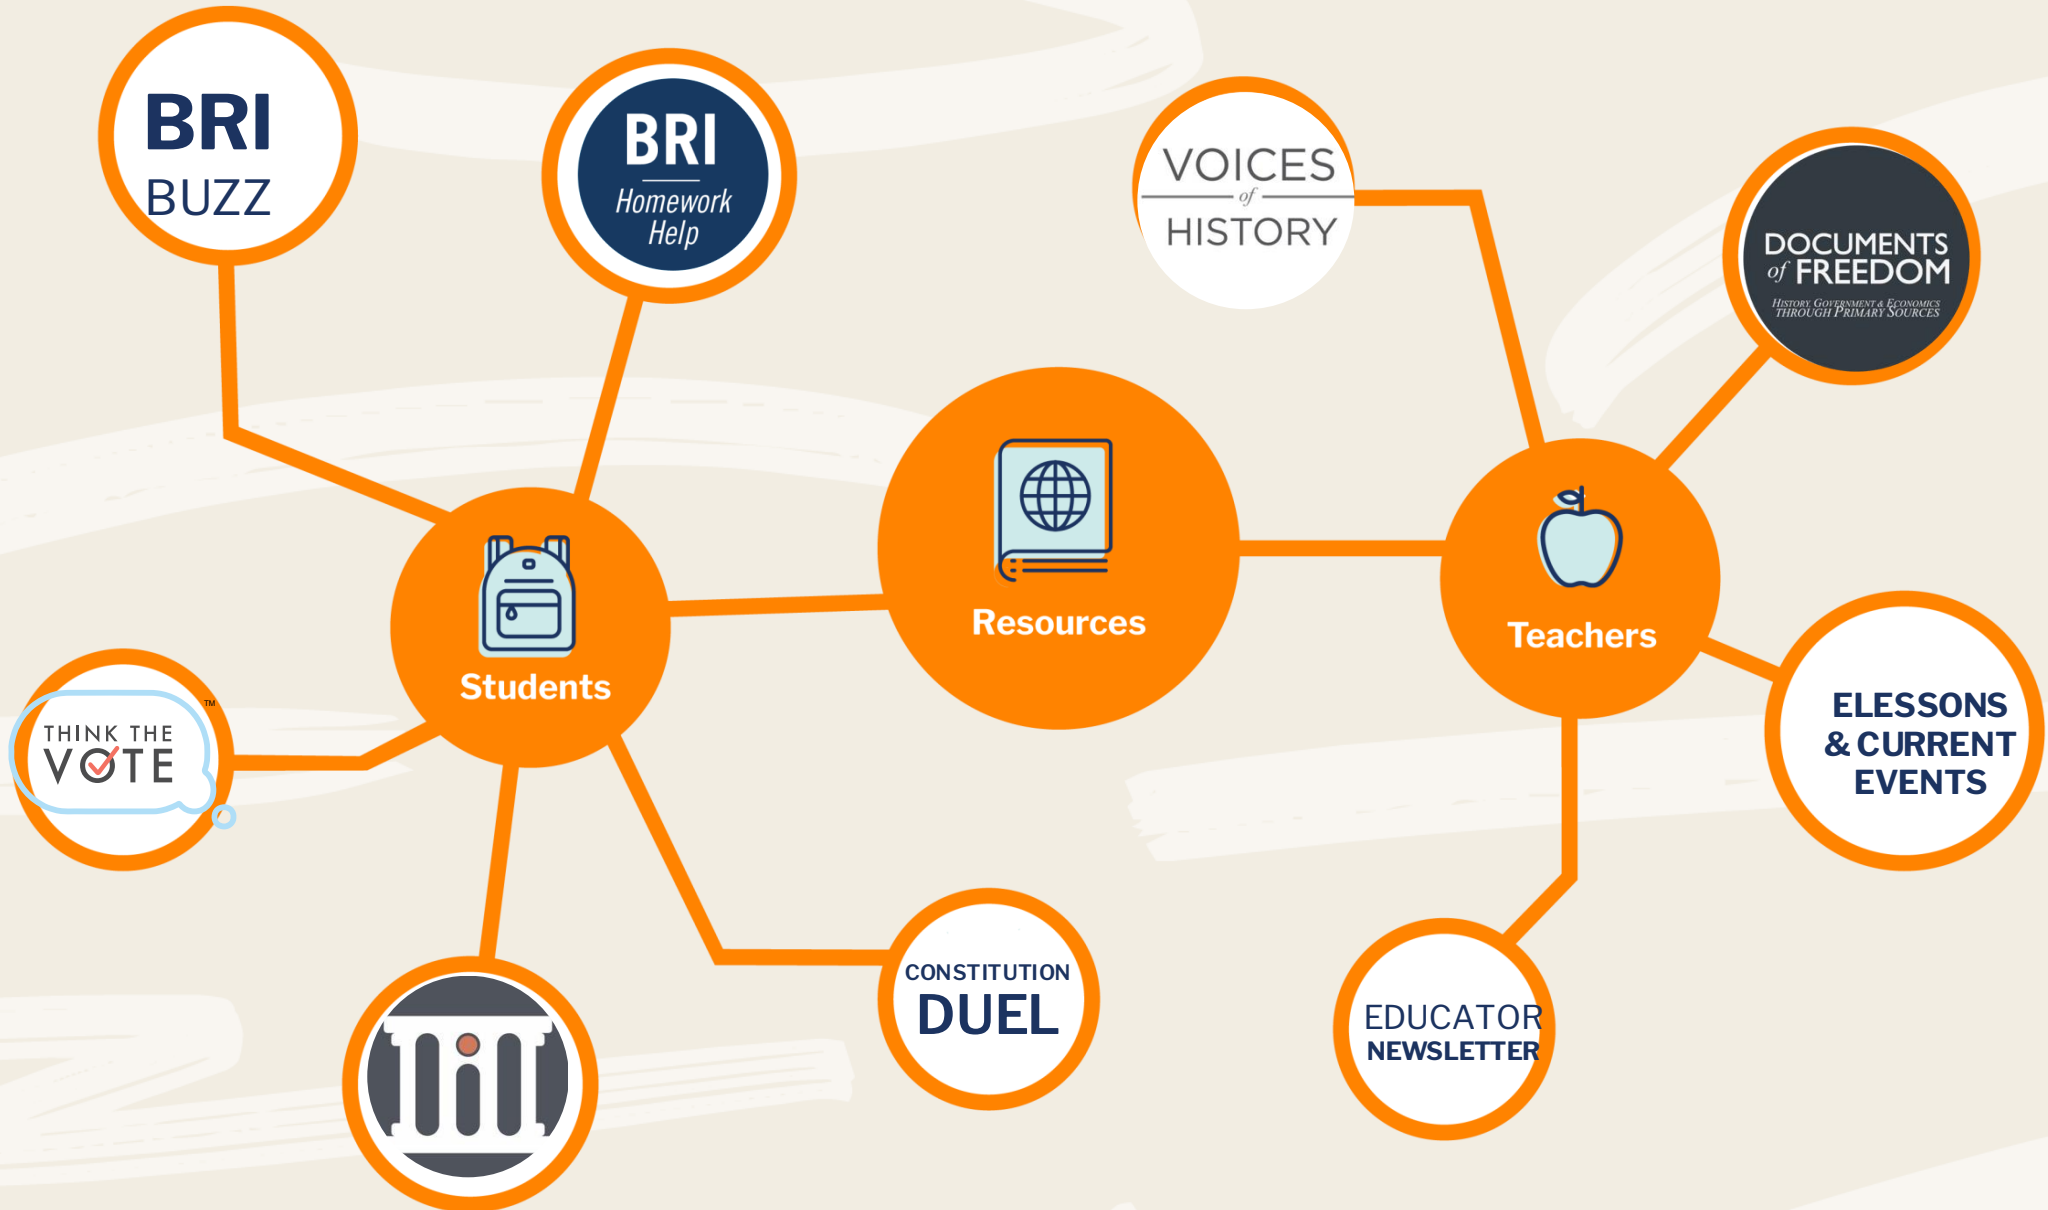 BRI
BUZZ
BRI
Homework
Help
VOICES
of
HISTORY
DOCUMENTS
of FREEDOM
HISTORY, GOVERNMENT & ECONOMICS
THROUGH PRIMARY SOURCES
Resources
Students
Teachers
THINK THE
VOTE
TM
ELESSONS
& CURRENT
EVENTS
CONSTITUTION
DUEL
EDUCATOR
NEWSLETTER